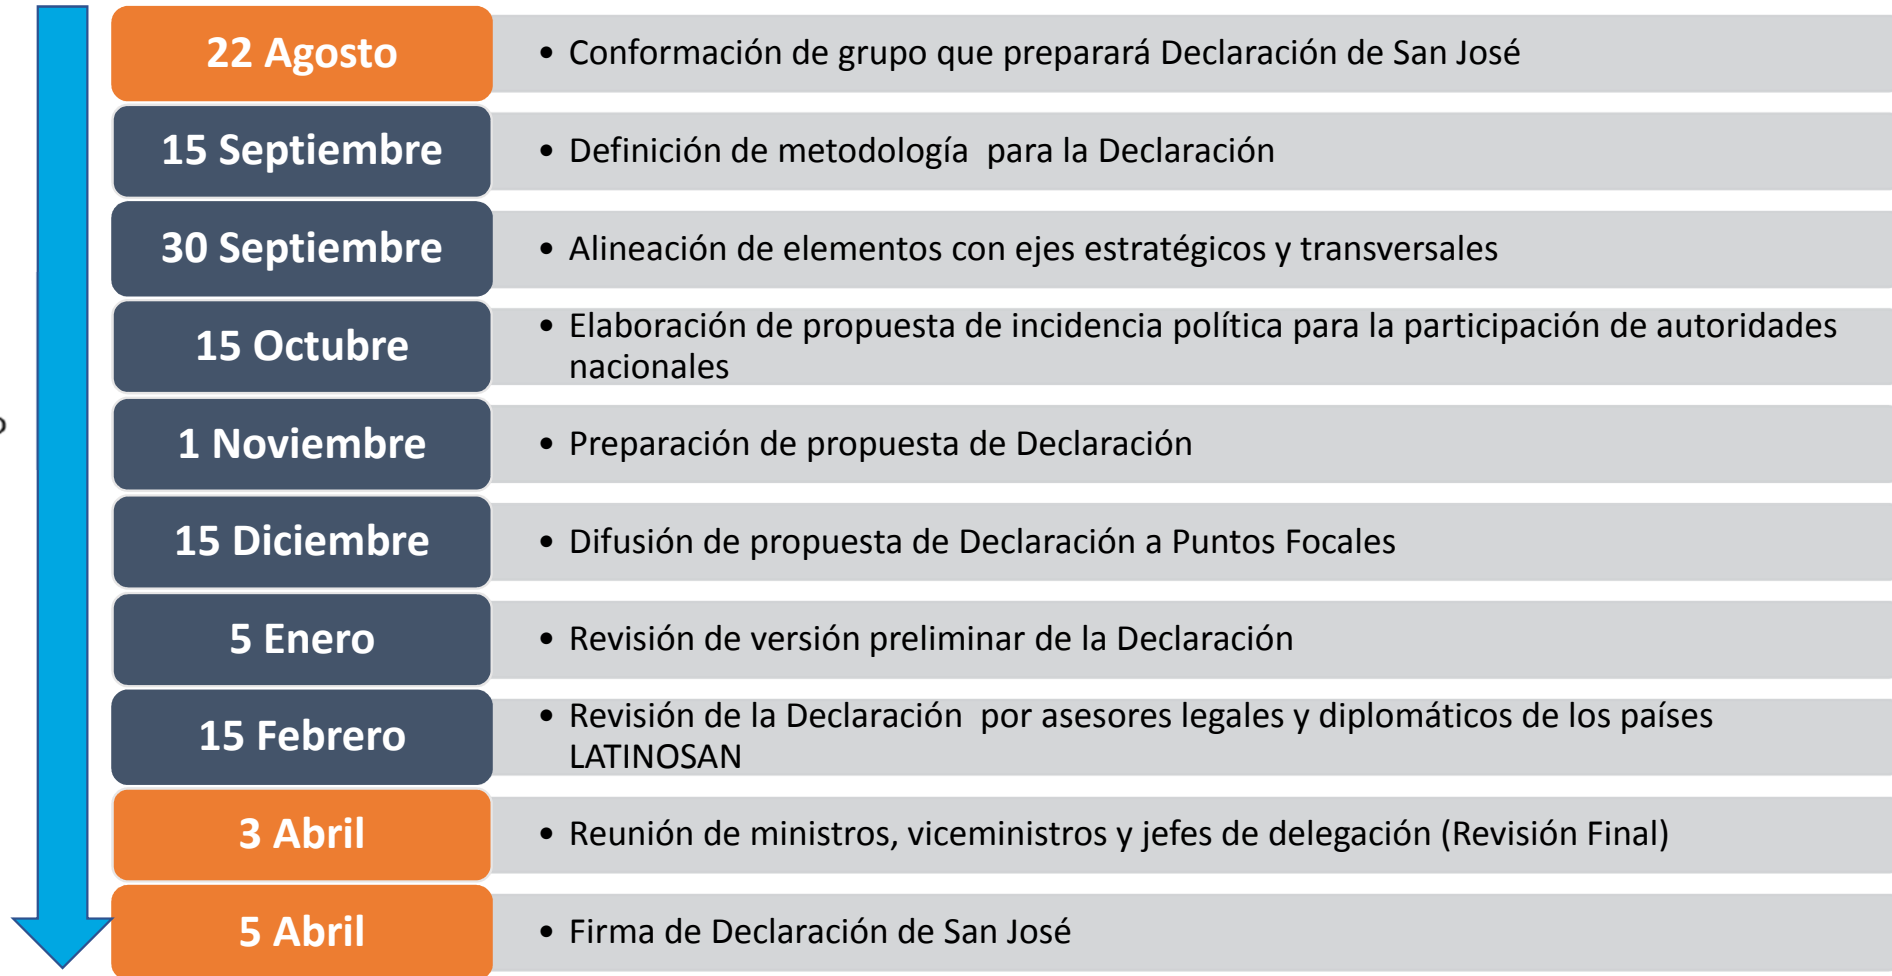 22 Agosto
• Conformación de grupo que preparará Declaración de San José
15 Septiembre
• Definición de metodología  para la Declaración
30 Septiembre
• Alineación de elementos con ejes estratégicos y transversales
15 Octubre
• Elaboración de propuesta de incidencia política para la participación de autoridades
nacionales
1 Noviembre
• Preparación de propuesta de Declaración
15 Diciembre
• Difusión de propuesta de Declaración a Puntos Focales
5 Enero
• Revisión de versión preliminar de la Declaración
15 Febrero
• Revisión de la Declaración  por asesores legales y diplomáticos de los países
LATINOSAN
3 Abril
• Reunión de ministros, viceministros y jefes de delegación (Revisión Final)
5 Abril
• Firma de Declaración de San José